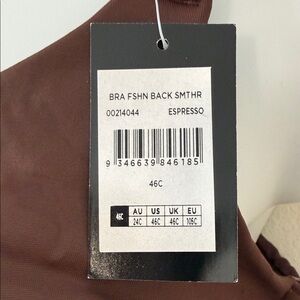 BRA FSHN BACK SMTHR
00214044 ESPRESSO
9 346639 846185
46C
46C AU US UK EU
24C 46C 46C 105C